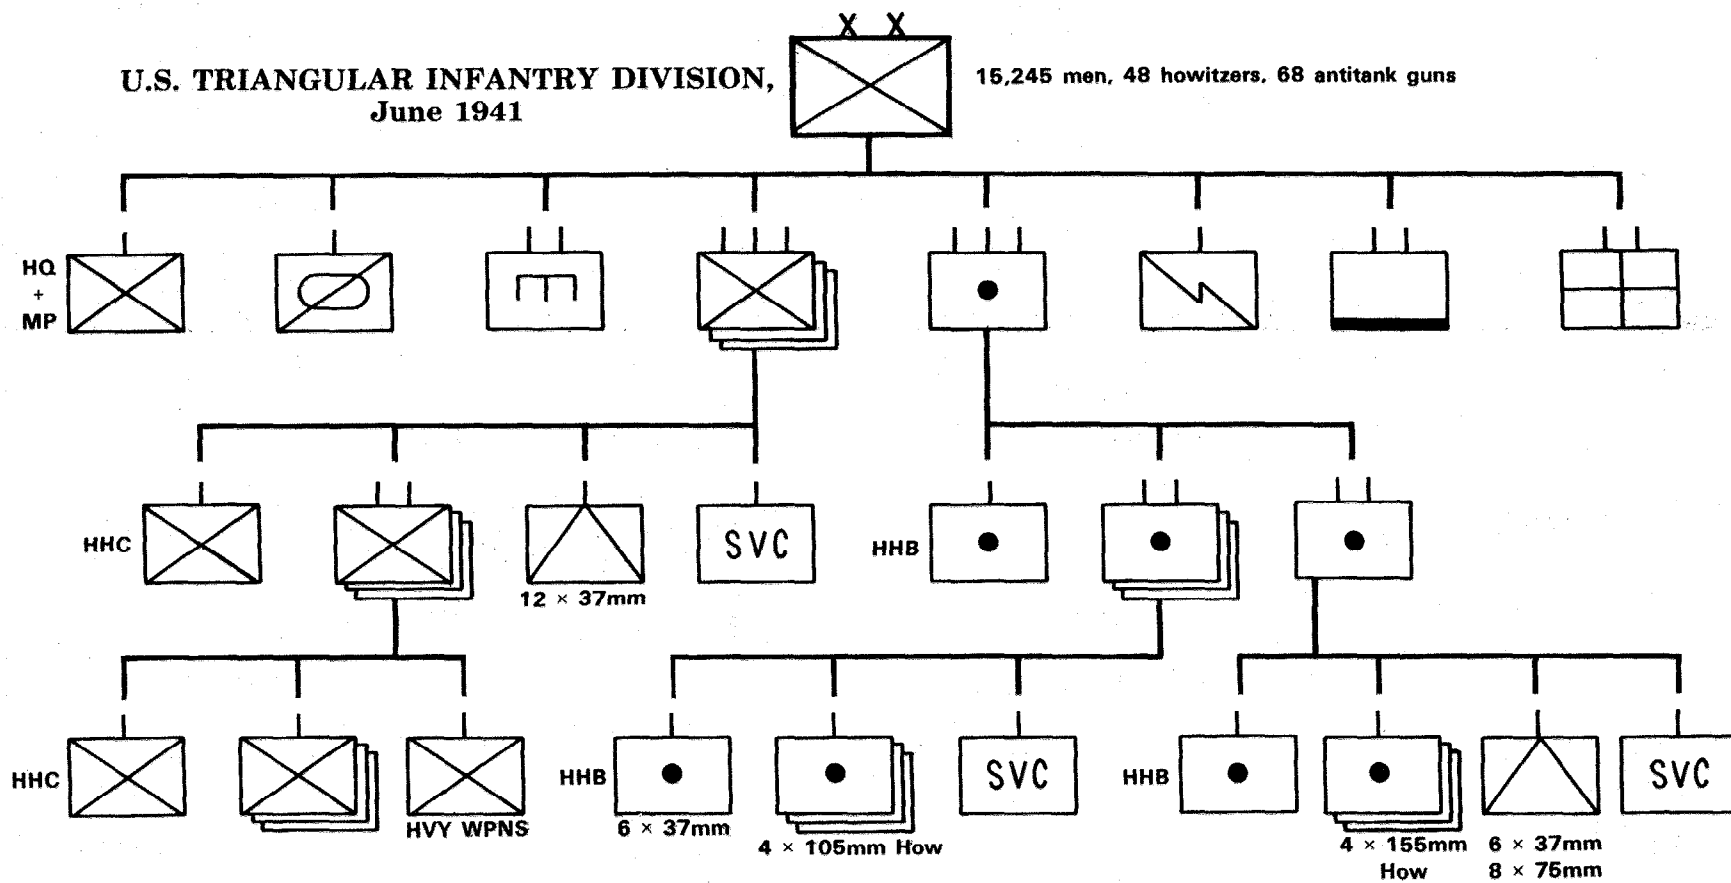 X X
U.S. TRIANGULAR INFANTRY DIVISION,
June 1941
15,245 men, 48 howitzers, 68 antitank guns
HQ
+
MP
HHC
12 × 37mm
SVC
HHB
HHC
HVY WPNS
HHB
6 × 37mm
4 × 105mm How
SVC
HHB
4 × 155mm
How
6 × 37mm
8 × 75mm
SVC